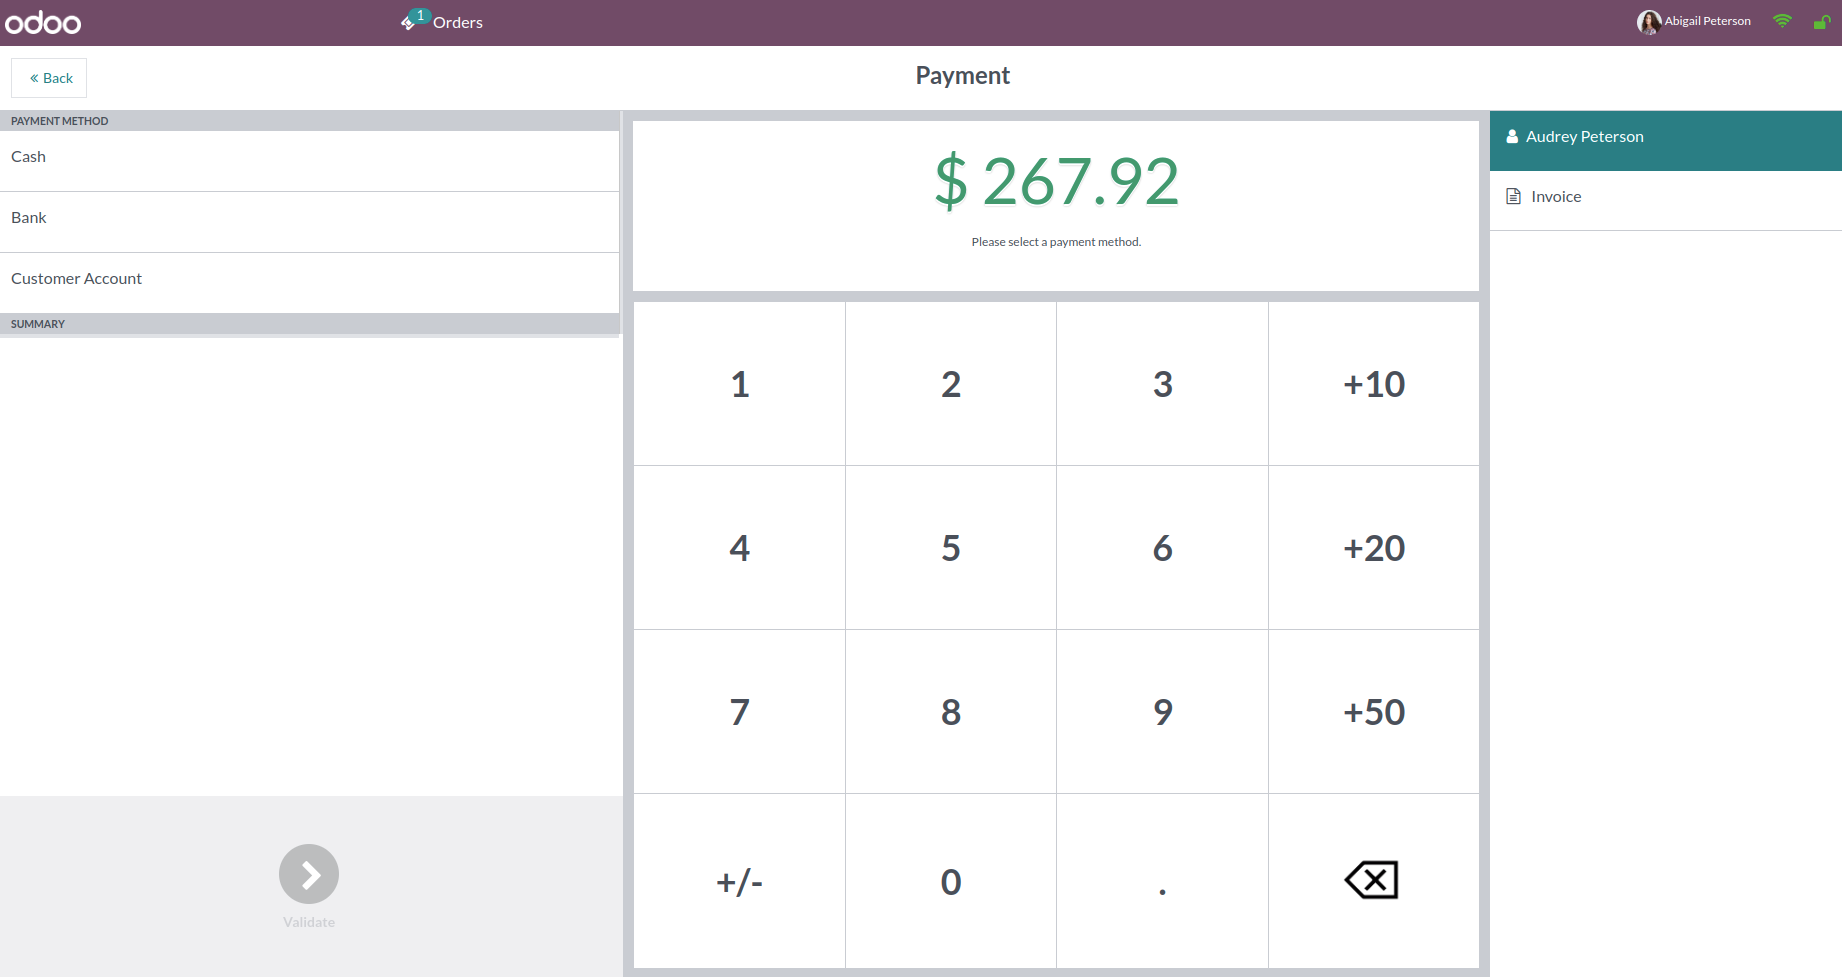 odoo
1
Orders
Abigail Peterson
« Back
Payment
PAYMENT METHOD
Cash
Bank
Customer Account
SUMMARY
Validate
$ 267.92
Please select a payment method.
1 2 3 +10
4 5 6 +20
7 8 9 +50
+/- 0 .
Audrey Peterson
Invoice